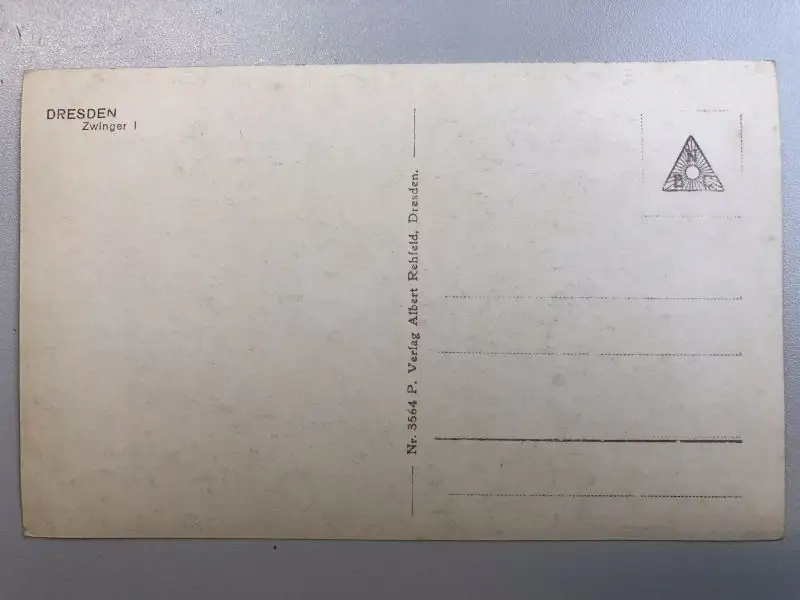 DRESDEN
Zwinger I
Nr. 3564 P. Verlag Albert Rehfeld, Dresden.
N
P G